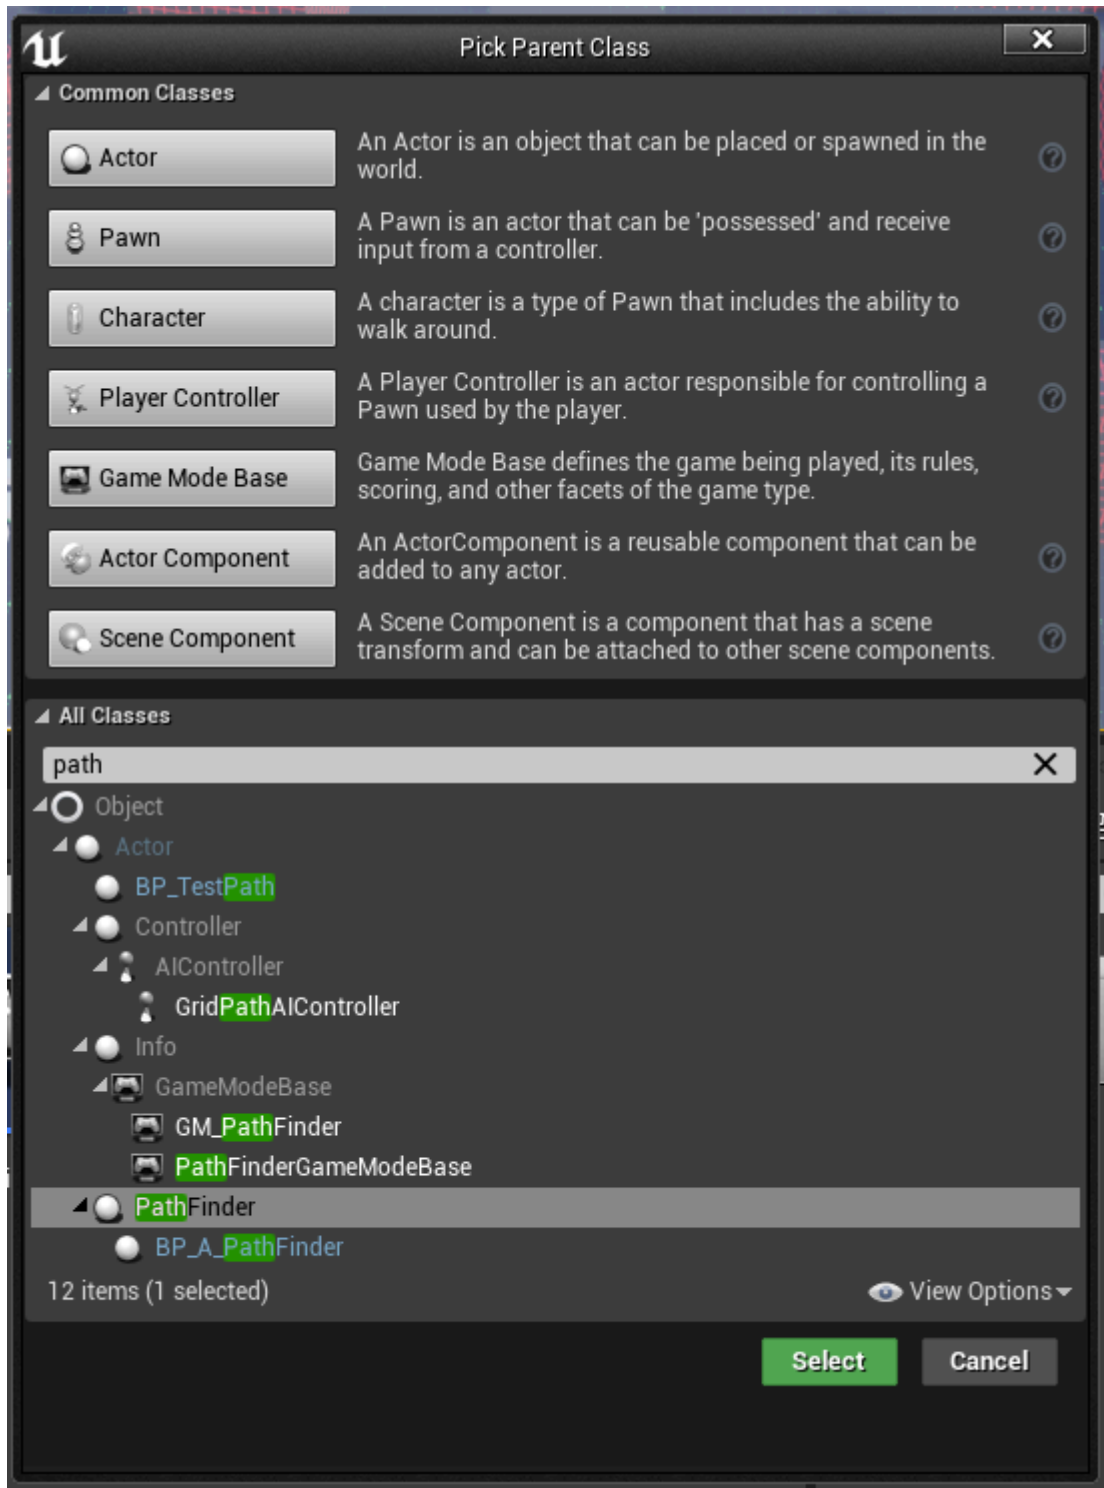 Pick Parent Class
Common Classes
Actor
An Actor is an object that can be placed or spawned in the
world.
Pawn
A Pawn is an actor that can be 'possessed' and receive
input from a controller.
Character
A character is a type of Pawn that includes the ability to
walk around.
Player Controller
A Player Controller is an actor responsible for controlling a
Pawn used by the player.
Game Mode Base
Game Mode Base defines the game being played, its rules,
scoring, and other facets of the game type.
Actor Component
An ActorComponent is a reusable component that can be
added to any actor.
Scene Component
A Scene Component is a component that has a scene
transform and can be attached to other scene components.
All Classes
path
Object
Actor
BP_TestPath
Controller
AIController
GridPathAIController
Info
GameModeBase
GM_PathFinder
PathFinderGameModeBase
PathFinder
BP_A_PathFinder
12 items (1 selected)
View Options
Select
Cancel